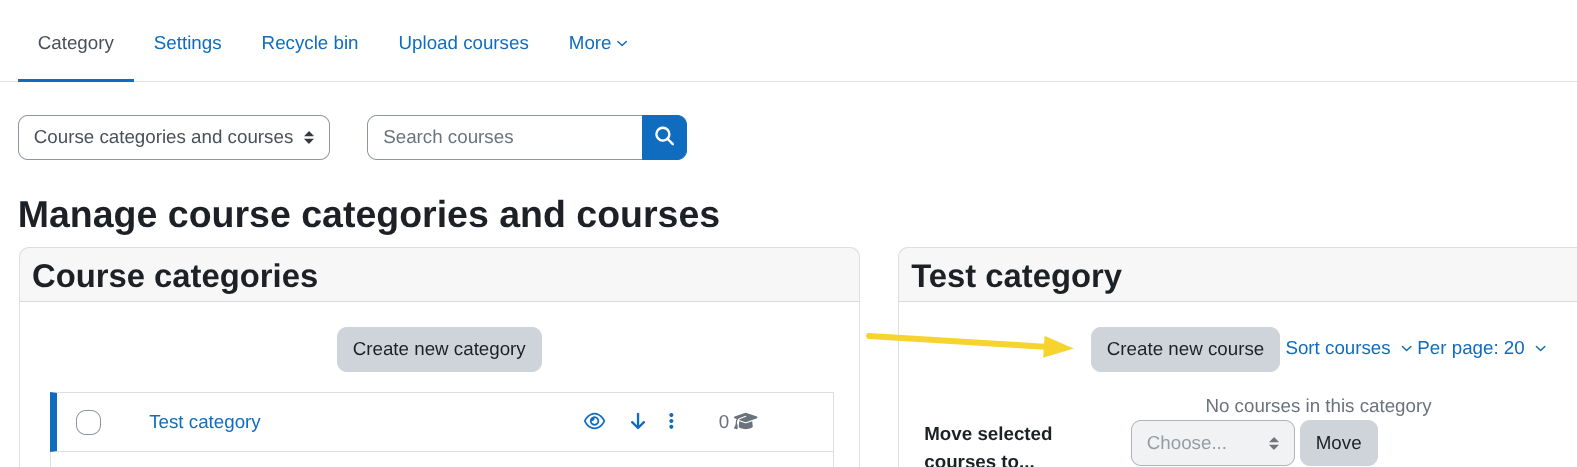 Category Settings Recycle bin Upload courses More
Course categories and courses Search courses
Manage course categories and courses
Course categories
Create new category
Test category 0
Test category
Create new course Sort courses Per page: 20
No courses in this category
Move selected courses to... Choose... Move